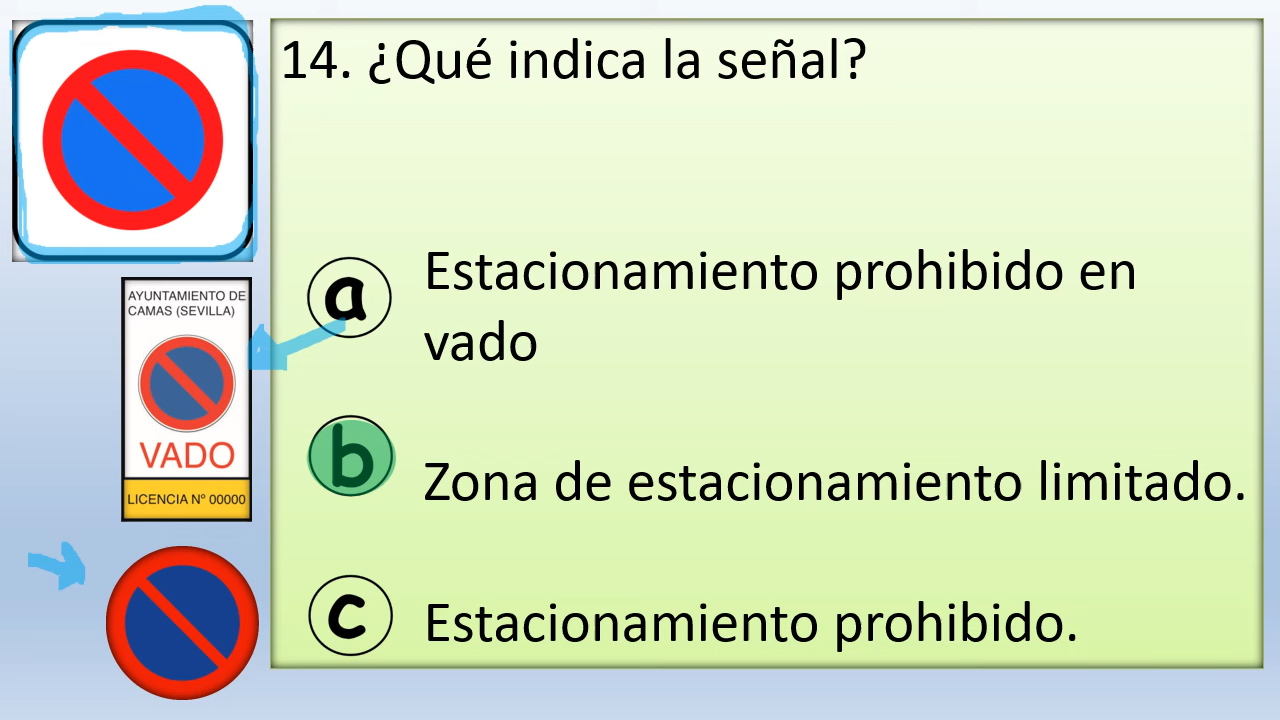 14. ¿Qué indica la señal?
a
Estacionamiento prohibido en
vado
b
Zona de estacionamiento limitado.
c
Estacionamiento prohibido.
AYUNTAMIENTO DE
CAMAS (SEVILLA)
VADO
LICENCIA Nº 00000